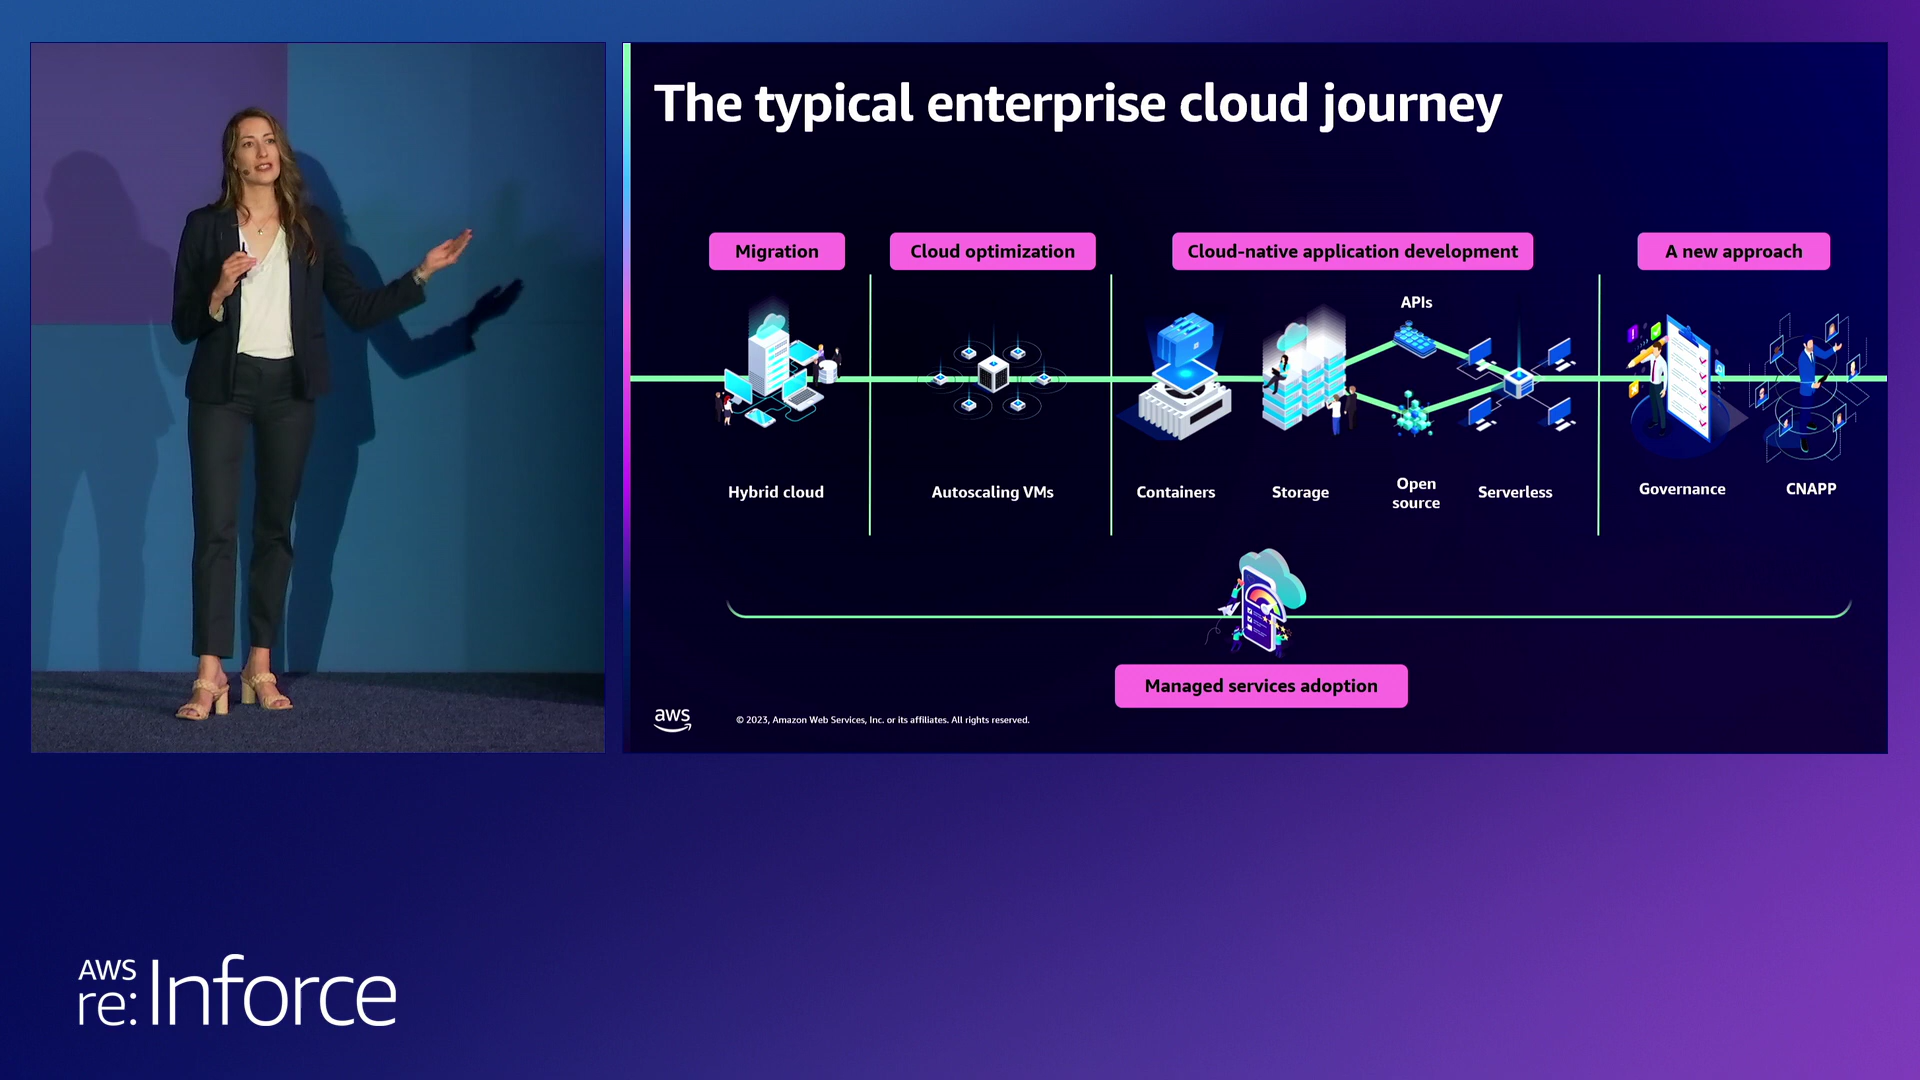 The typical enterprise cloud journey
Migration
Cloud optimization
Cloud-native application development
A new approach
APIs
Hybrid cloud
Autoscaling VMs
Containers
Storage
Open
source
Serverless
Governance
CNAPP
Managed services adoption
aws
© 2023, Amazon Web Services, Inc. or its affiliates. All rights reserved.
AWS
re:Inforce